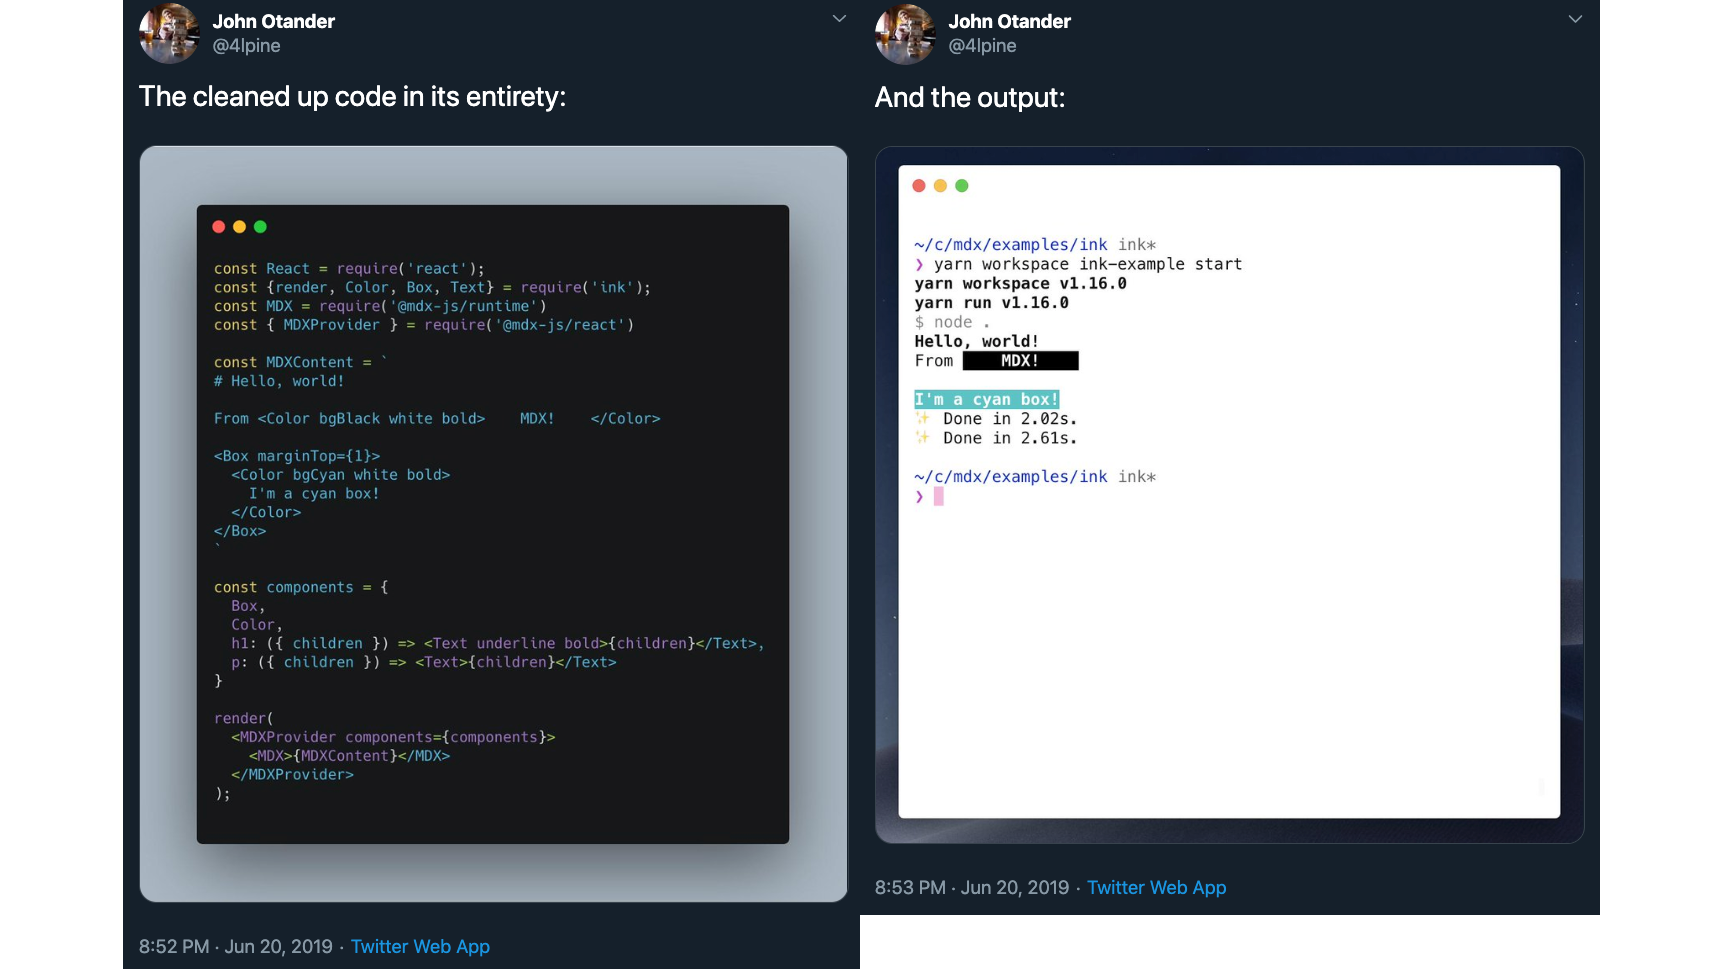 John Otander
@4lpine
The cleaned up code in its entirety:
const React = require('react');
const {render, Color, Box, Text} = require('ink');
const MDX = require('@mdx-js/runtime')
const { MDXProvider } = require('@mdx-js/react')
const MDXContent = `
# Hello, world!
From <Color bgBlack white bold>    MDX!    </Color>
<Box marginTop={1}>
  <Color bgCyan white bold>
    I'm a cyan box!
  </Color>
</Box>
`
const components = {
  Box,
  Color,
  h1: ({ children }) => <Text underline bold>{children}</Text>,
  p: ({ children }) => <Text>{children}</Text>
}
render(
  <MDXProvider components={components}>
    <MDX>{MDXContent}</MDX>
  </MDXProvider>
);
8:52 PM · Jun 20, 2019 · Twitter Web App
John Otander
@4lpine
And the output:
~/c/mdx/examples/ink ink*
❯ yarn workspace ink-example start
yarn workspace v1.16.0
yarn run v1.16.0
$ node .
Hello, world!
From     MDX!
I'm a cyan box!
✨ Done in 2.02s.
✨ Done in 2.61s.
~/c/mdx/examples/ink ink*
❯
8:53 PM · Jun 20, 2019 · Twitter Web App